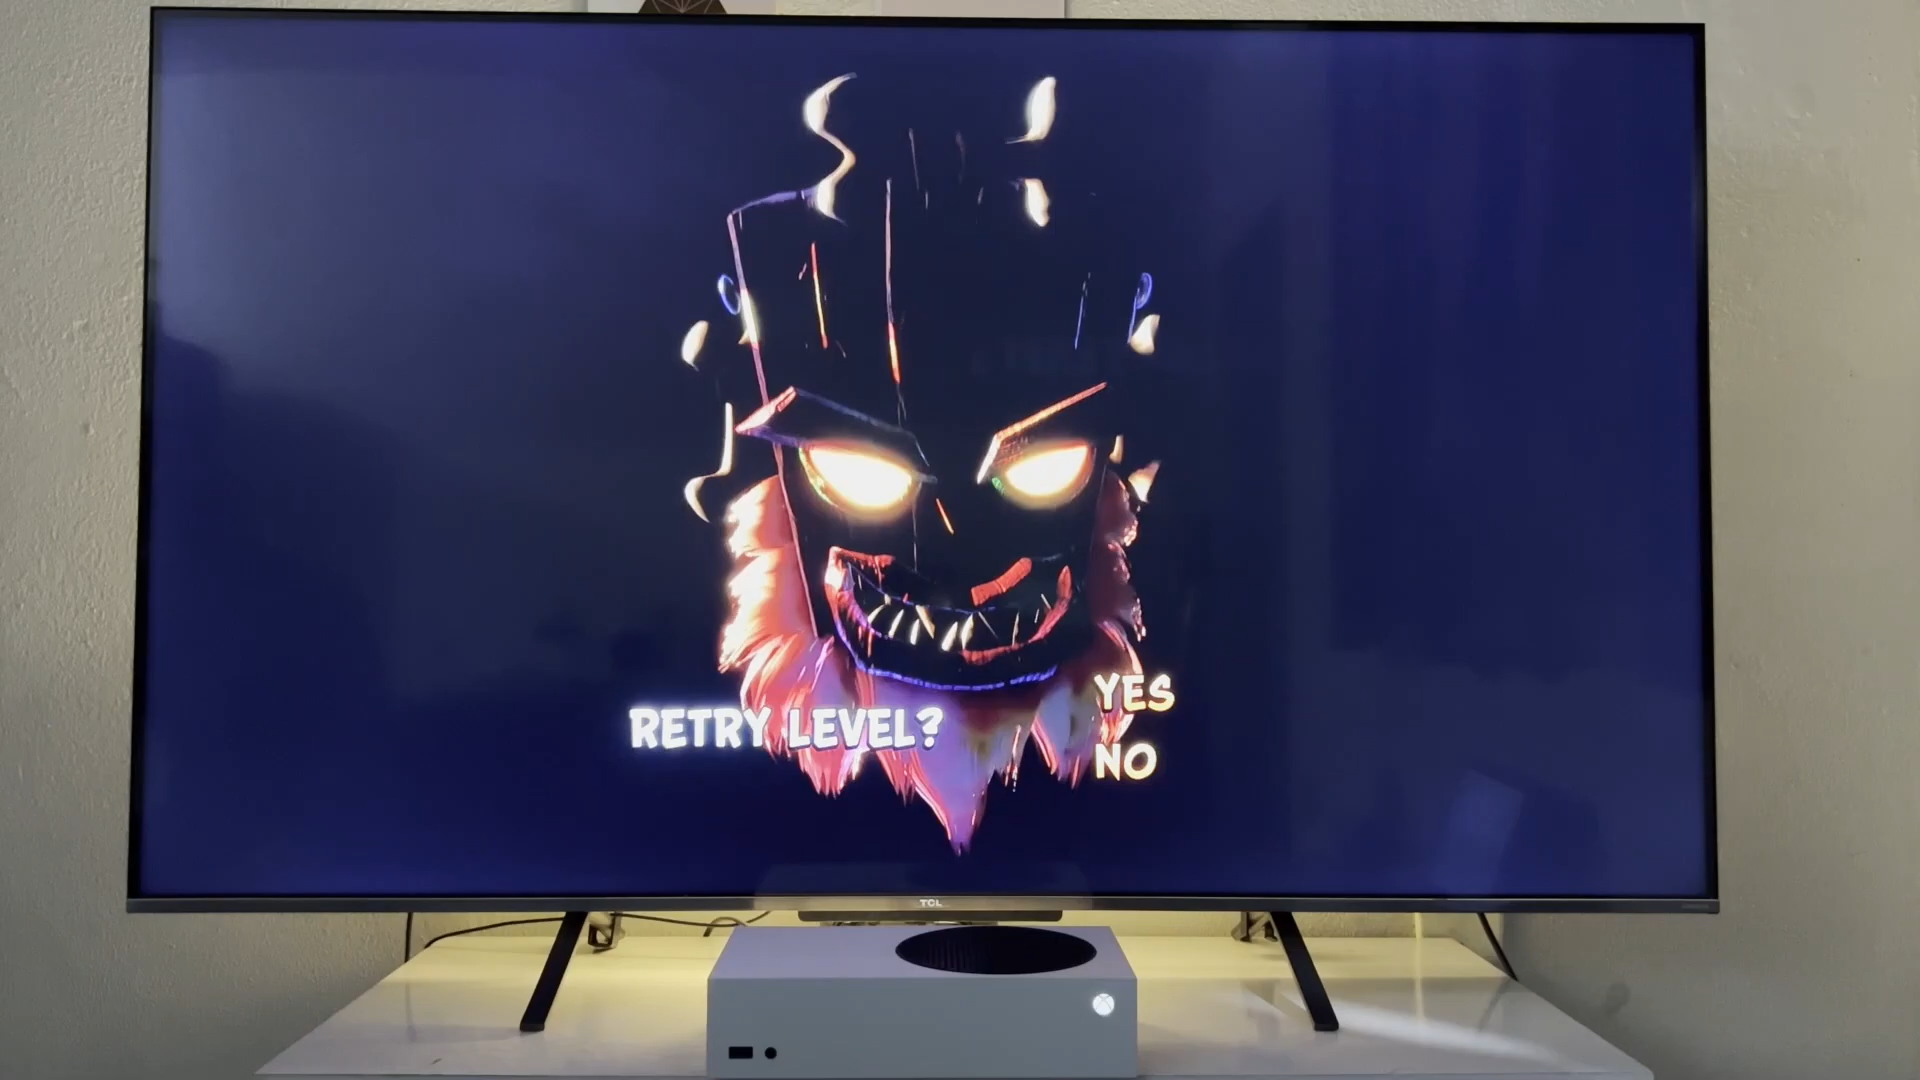 RETRY LEVEL?
YES
NO
TCL